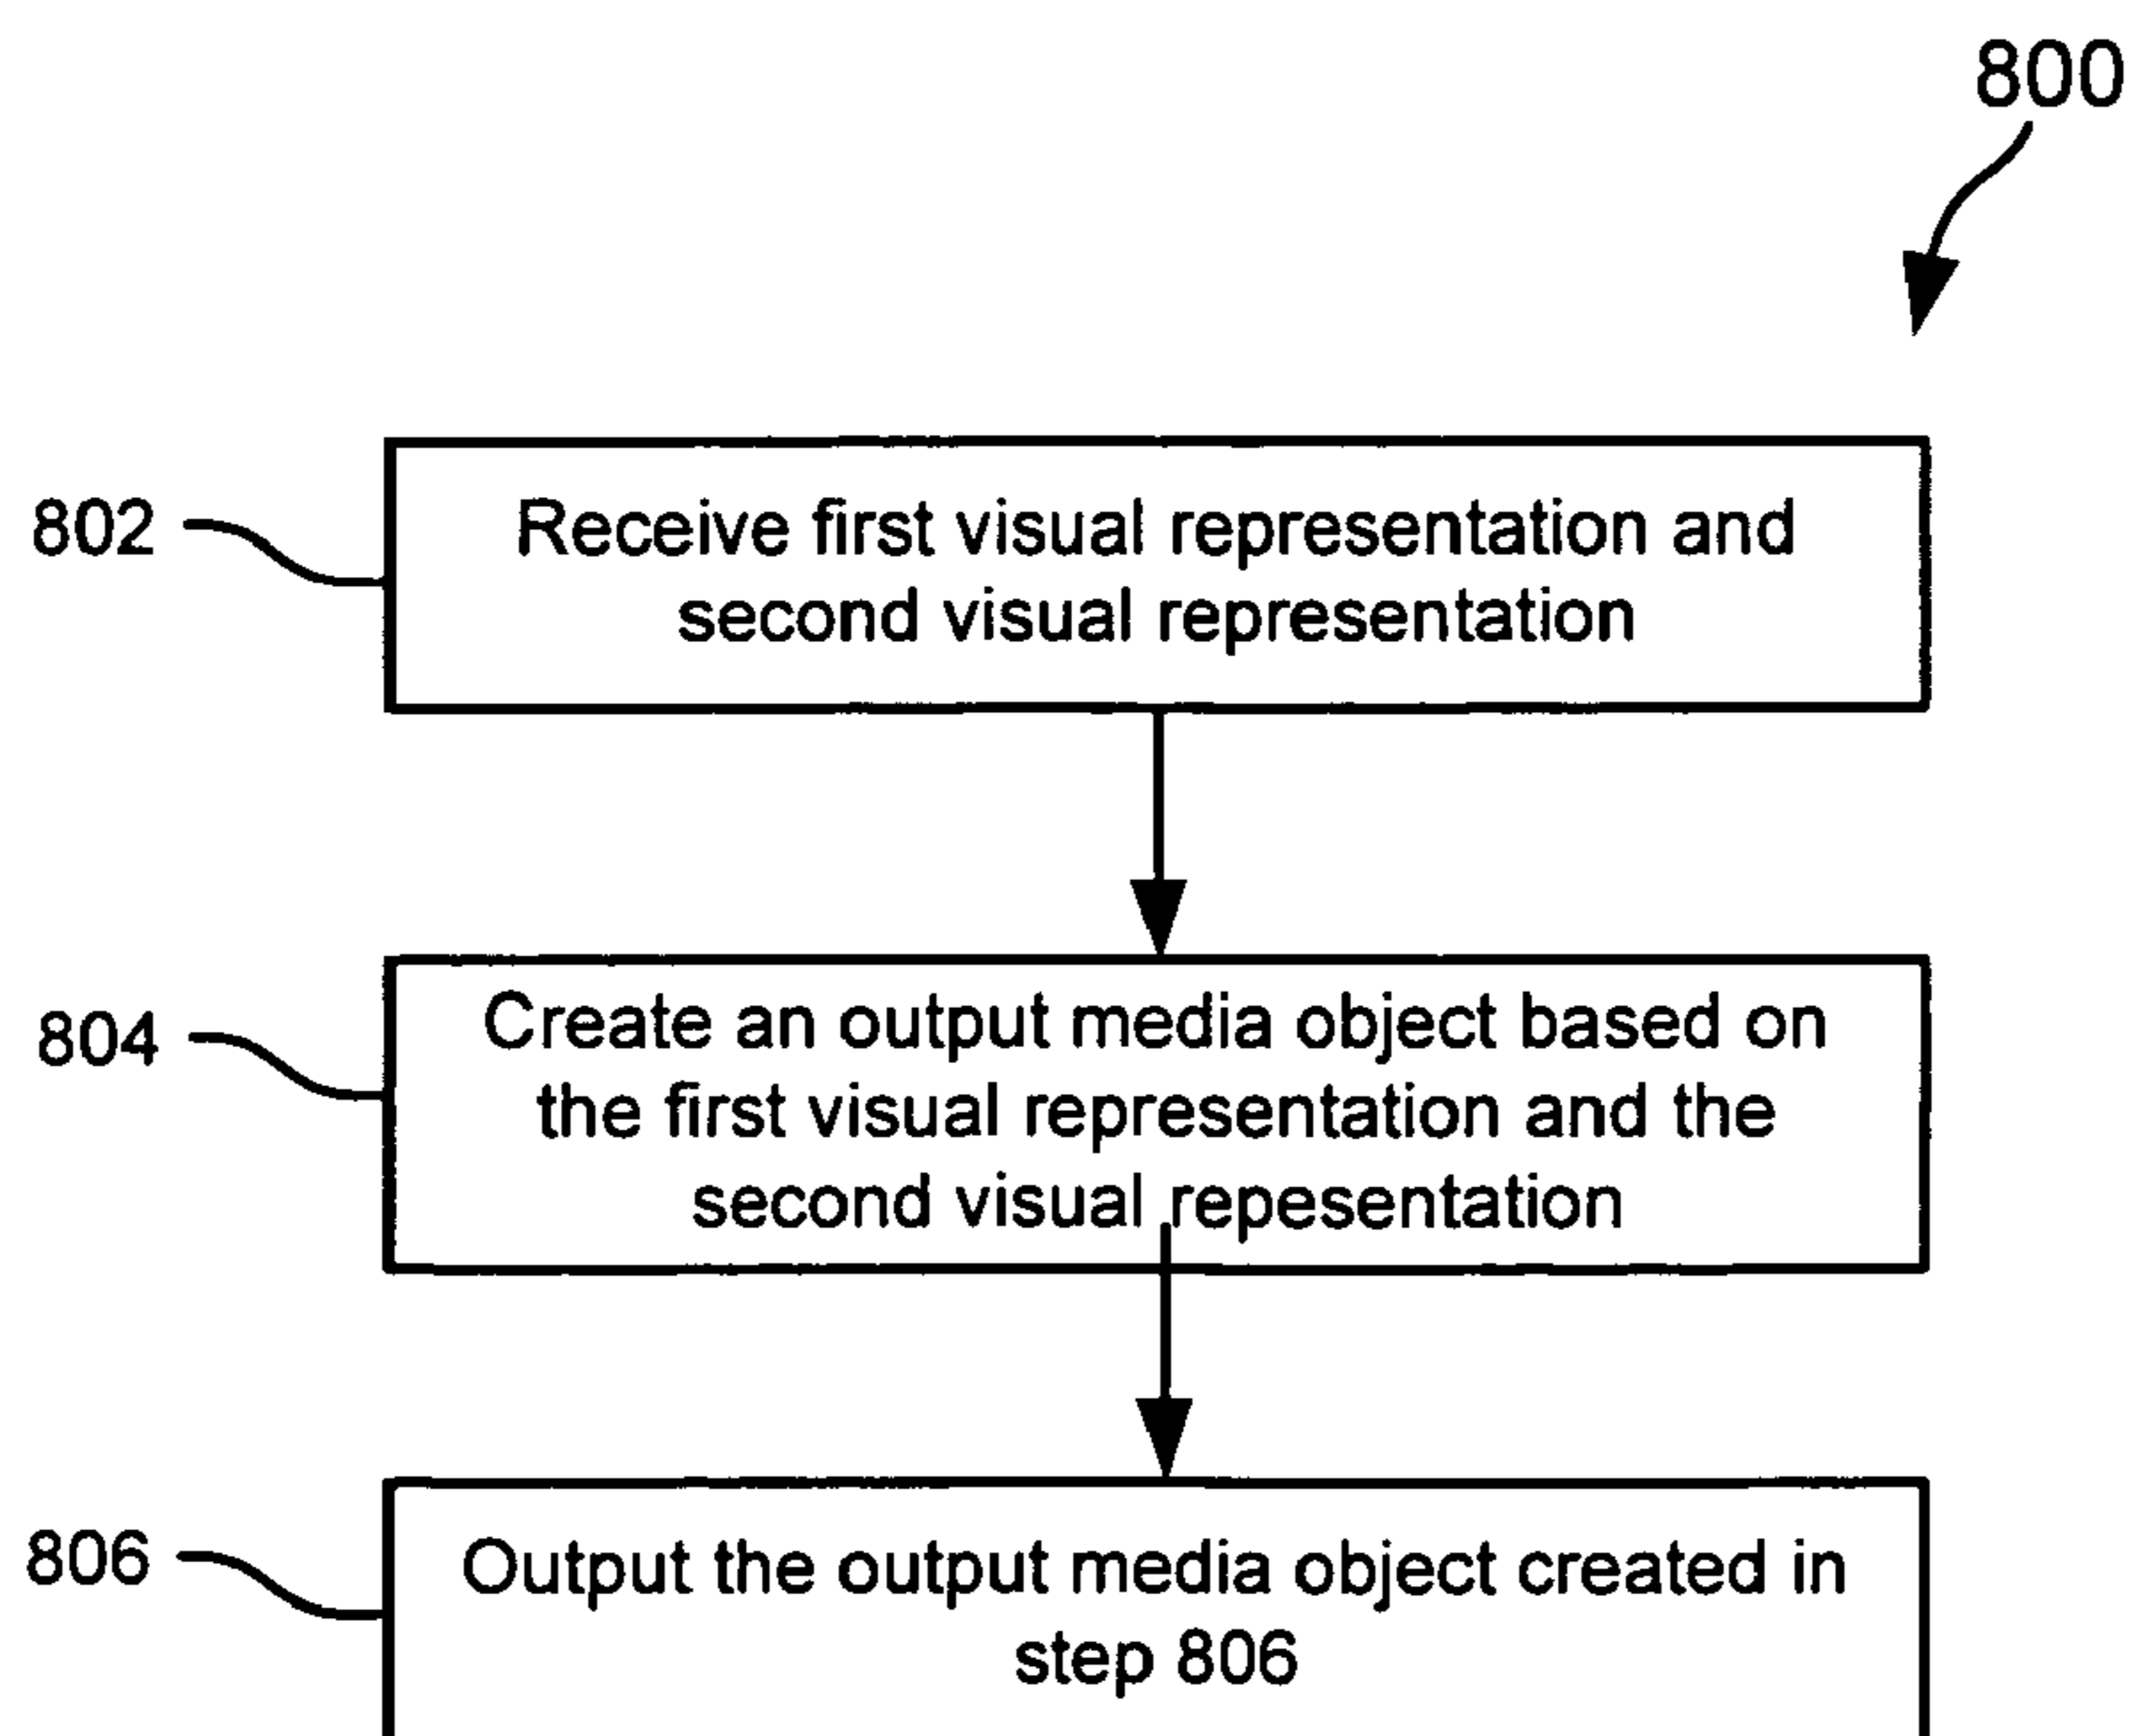 800
802
Receive first visual representation and
second visual representation
804
Create an output media object based on
the first visual representation and the
second visual repesentation
806
Output the output media object created in
step 806